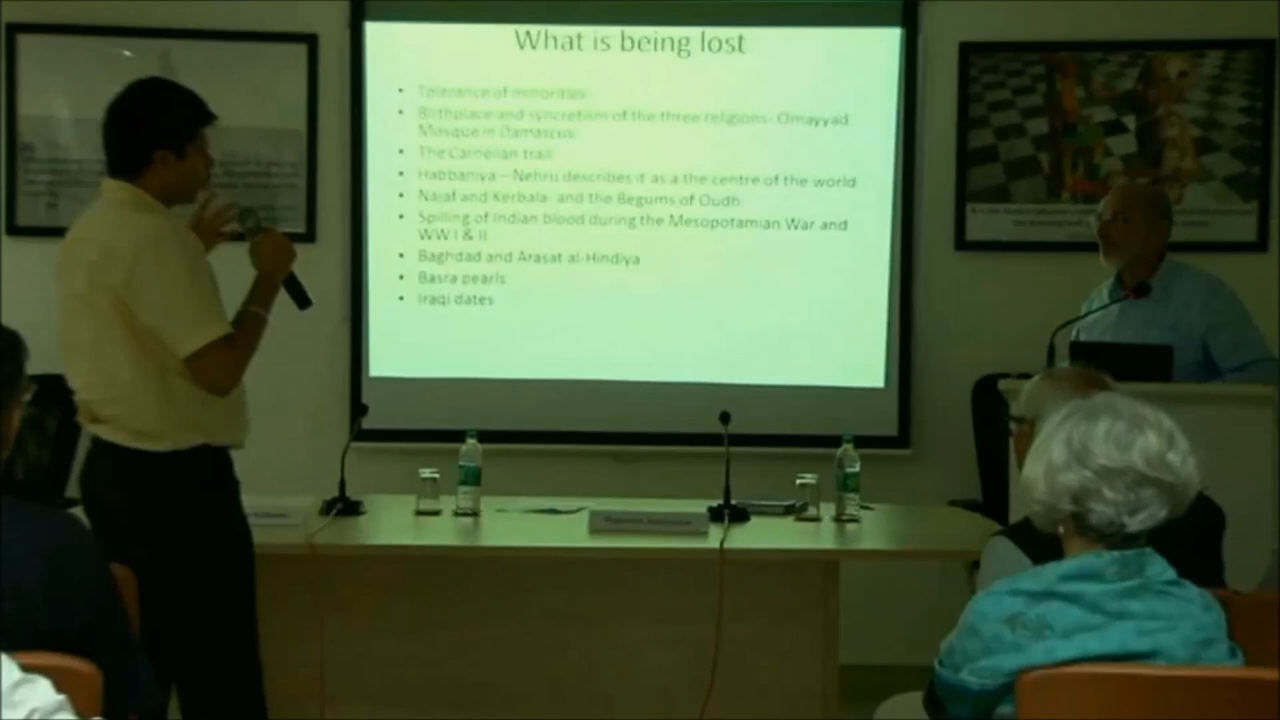 What is being lost
• Tolerance of minorities
• Birthplace and syncretion of the three religions- Omayyad
Mosque in Damascus
• The Carnelian trail
• Habbaniya – Nehru describes it as a the centre of the world
• Najaf and Kerbala- and the Begums of Oudh
• Spilling of Indian blood during the Mesopotamian War and
WW I & II
• Baghdad and Arasat al-Hindiya
• Basra pearls
• Iraqi dates